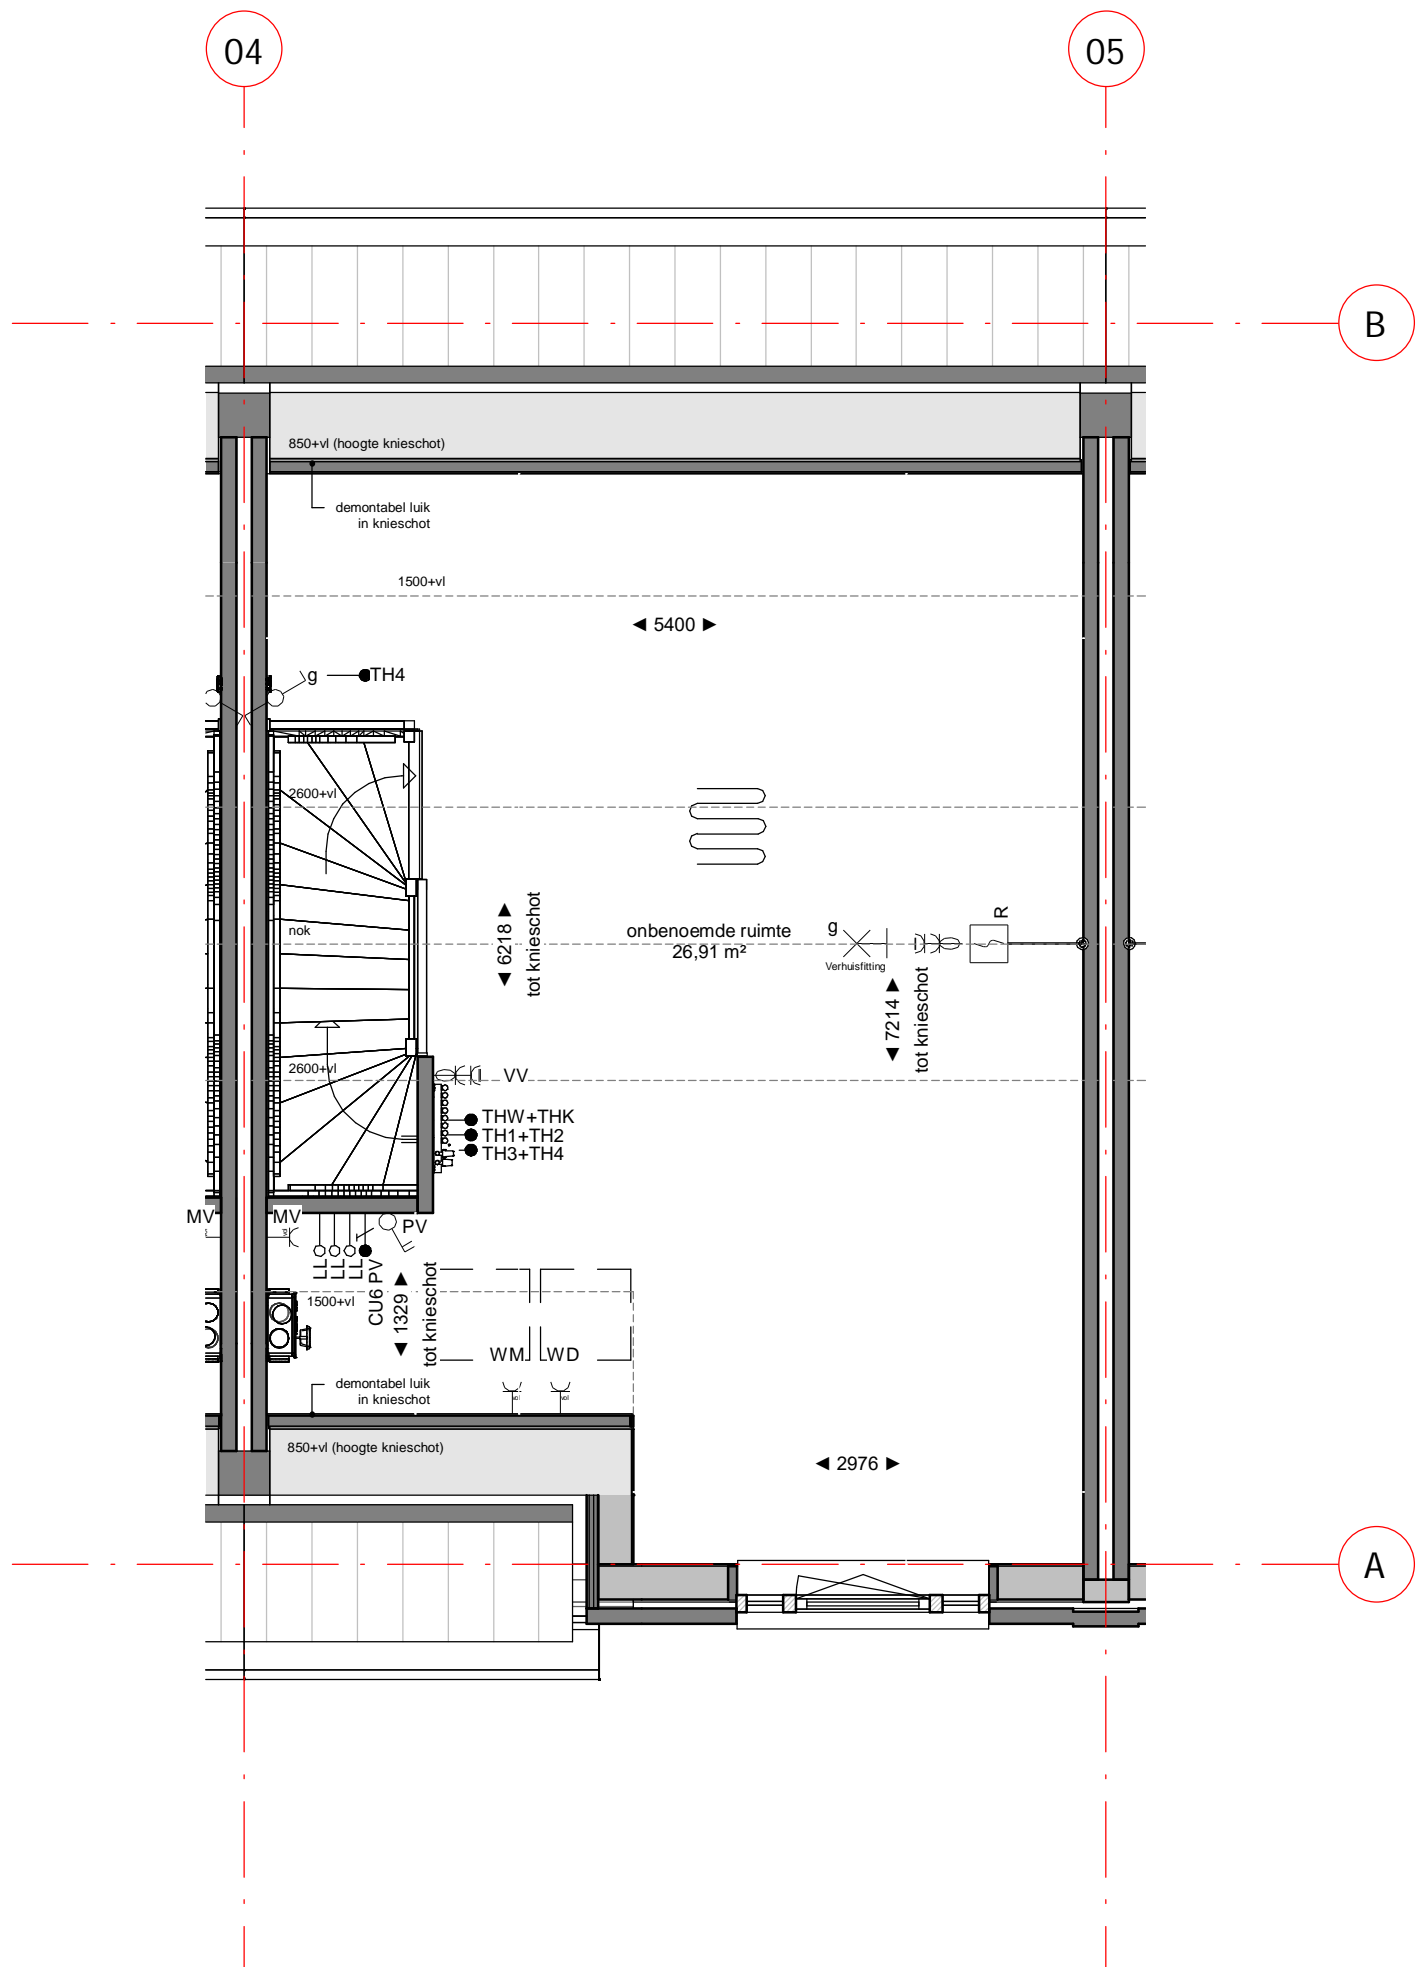 04
05
B
850+vl (hoogte knieschot)
demontabel luik
in knieschot
1500+vl
5400
g
TH4
2600+vl
nok
6218
tot knieschot
onbenoemde ruimte
26,91 m²
g
Verhuisfitting
R
7214
tot knieschot
2600+vl
VV
THW+THK
TH1+TH2
TH3+TH4
MV
MV
PV
LL
LL
LL
CU6 PV
1500+vl
1329
tot knieschot
WM
WD
demontabel luik
in knieschot
850+vl (hoogte knieschot)
2976
A